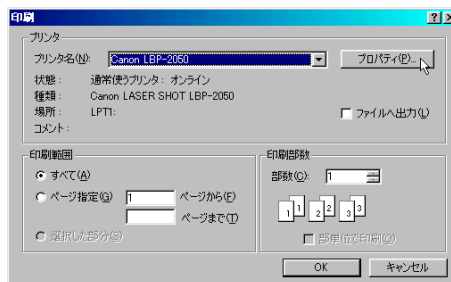 印刷
プリンタ
プリンタ名(N): Canon LBP-2050 プロパティ(P)...
状態: 通常使うプリンタ: オンライン
種類: Canon LASER SHOT LBP-2050
場所: LPT1: ファイルへ出力(L)
コメント:
印刷範囲
すべて(A)
ページ指定(G) 1 ページから(F)
ページまで(T)
選択した部分(S)
印刷部数
部数(C): 1
1 1 2 2 3 3
部単位で印刷(O)
OK キャンセル